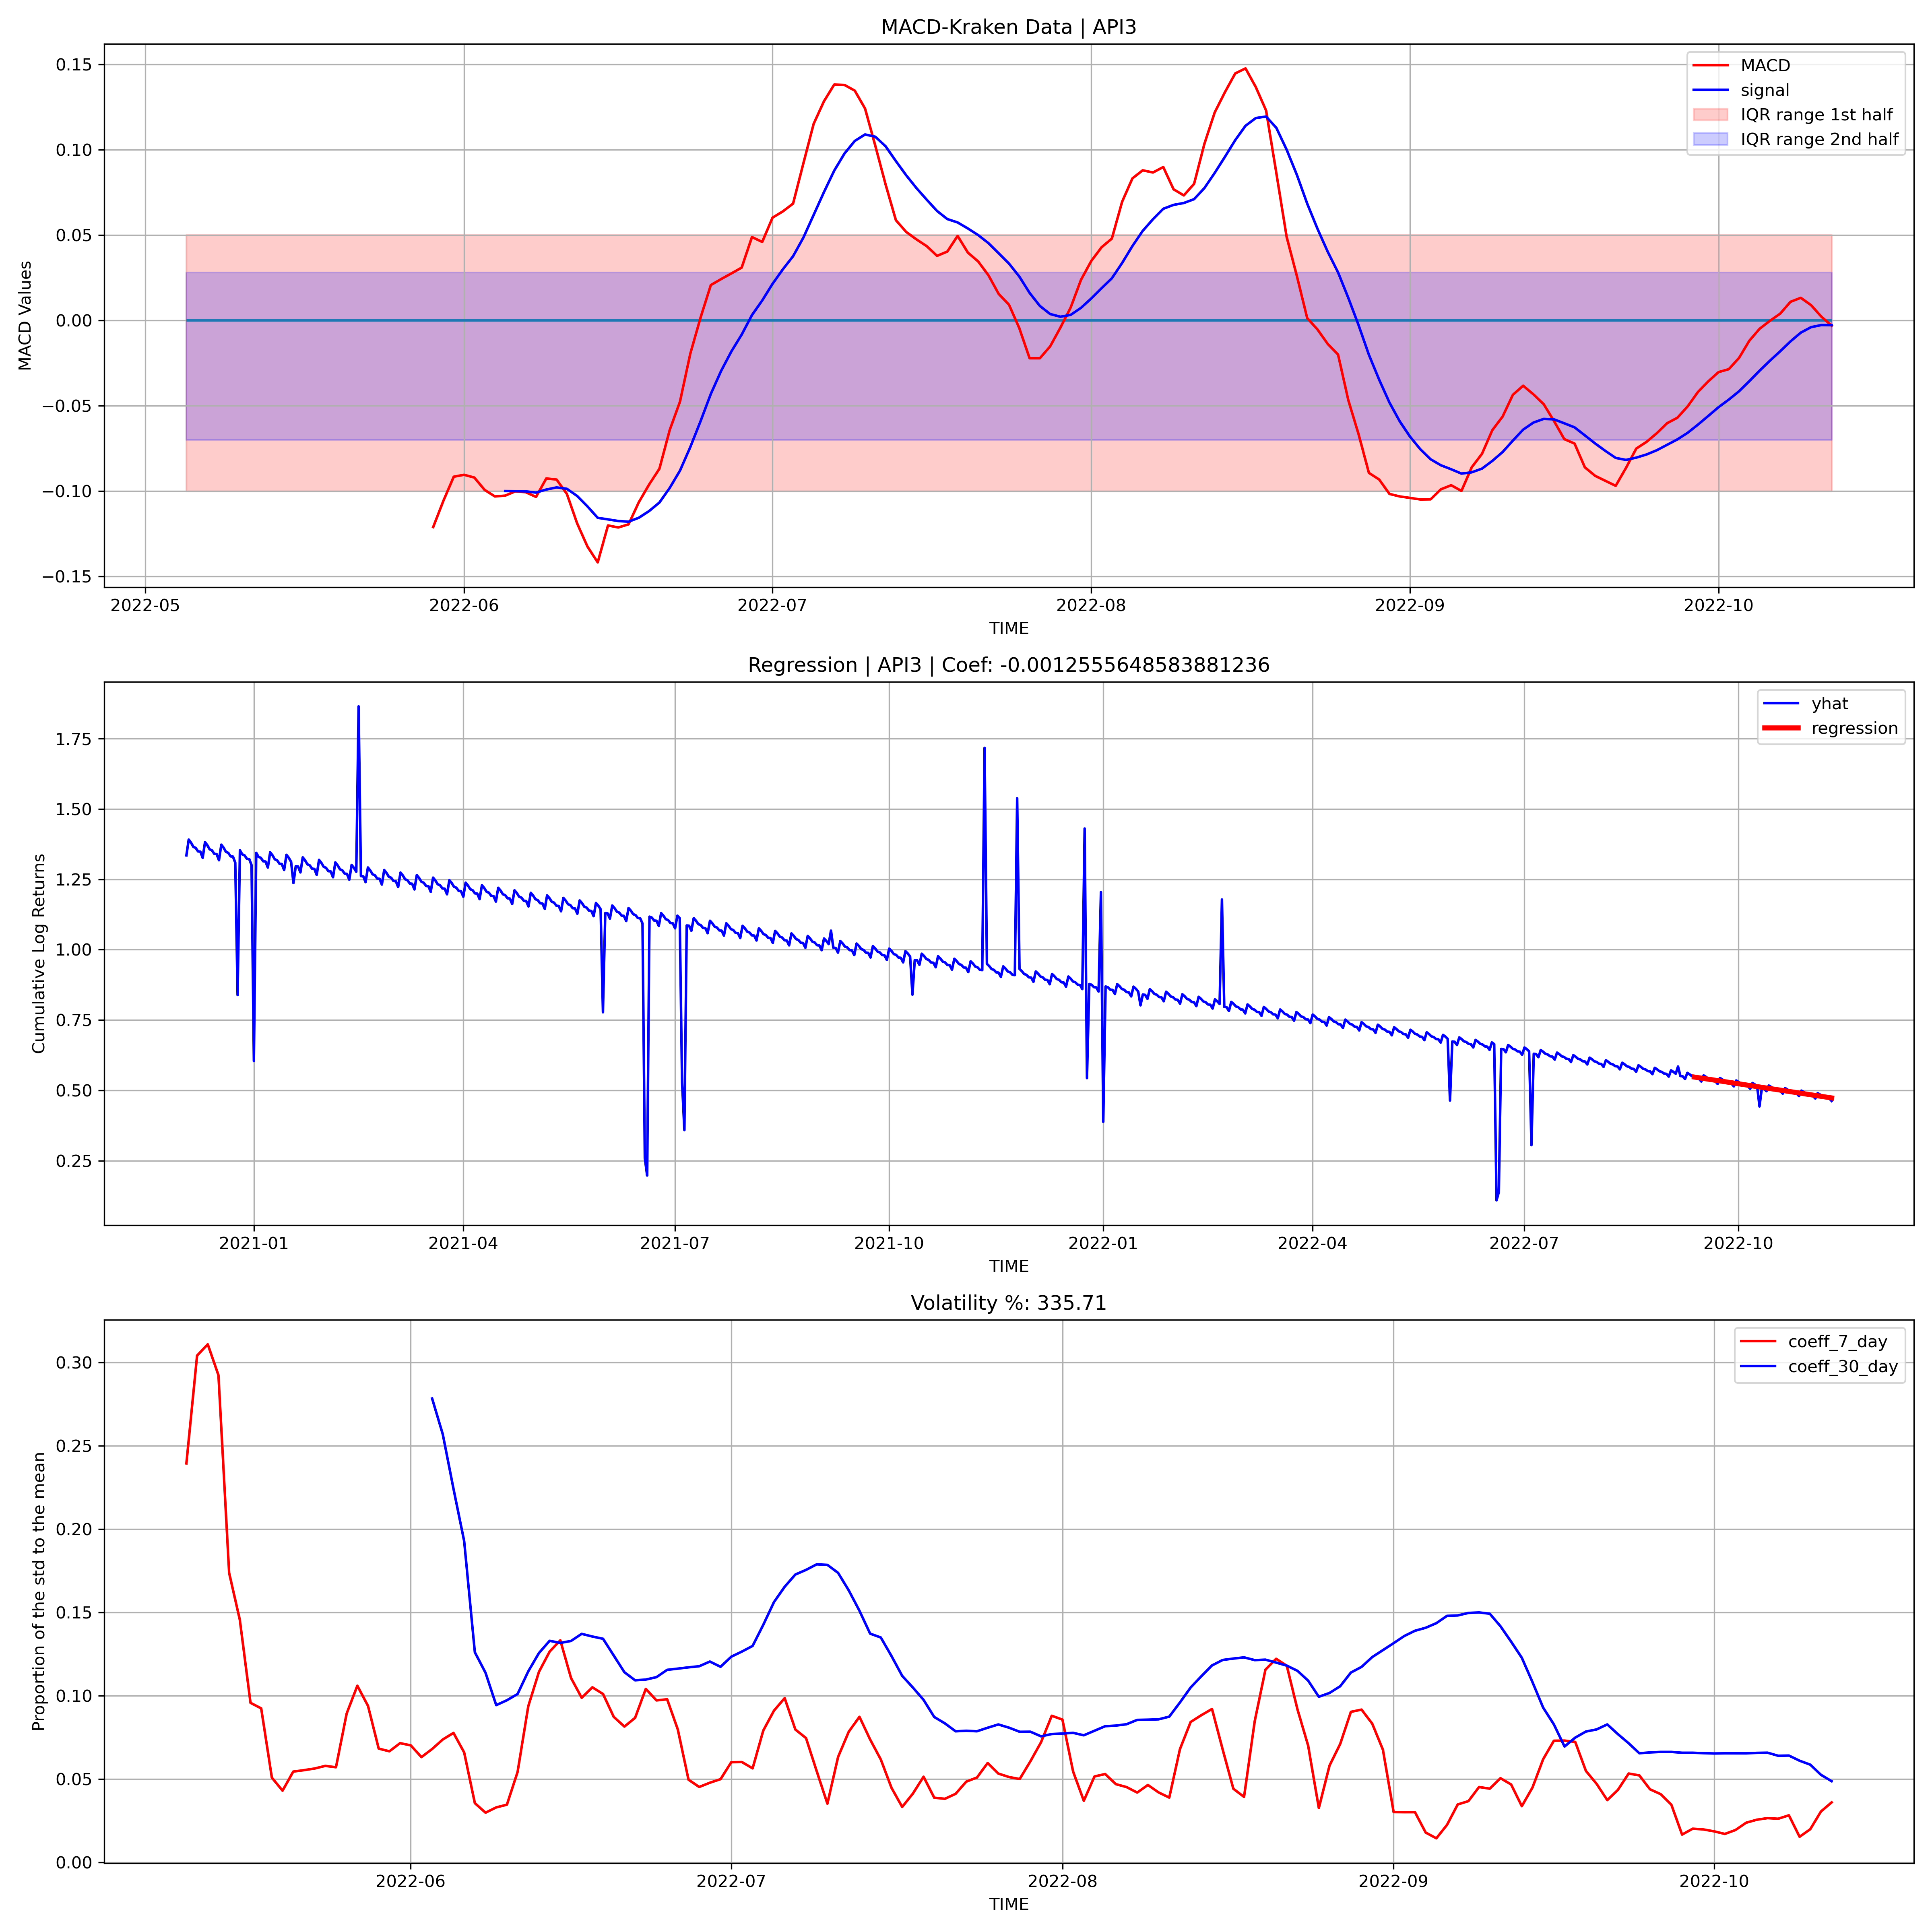 MACD-Kraken Data | API3
MACD Values
0.15
0.10
0.05
0.00
−0.05
−0.10
−0.15
MACD
signal
IQR range 1st half
IQR range 2nd half
2022-05 2022-06 2022-07 2022-08 2022-09 2022-10
TIME
Regression | API3 | Coef: -0.0012555648583881236
Cumulative Log Returns
1.75
1.50
1.25
1.00
0.75
0.50
0.25
yhat
regression
2021-01 2021-04 2021-07 2021-10 2022-01 2022-04 2022-07 2022-10
TIME
Volatility %: 335.71
Proportion of the std to the mean
0.30
0.25
0.20
0.15
0.10
0.05
0.00
coeff_7_day
coeff_30_day
2022-06 2022-07 2022-08 2022-09 2022-10
TIME